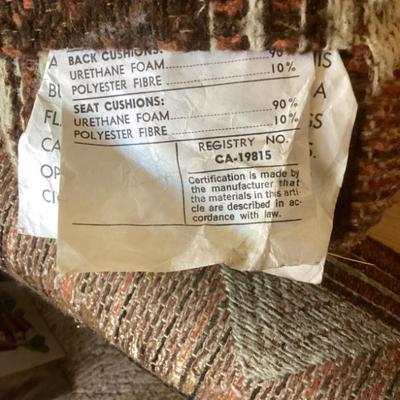 BACK CUSHIONS:
URETHANE FOAM 90%
POLYESTER FIBRE 10%
SEAT CUSHIONS:
URETHANE FOAM 90%
POLYESTER FIBRE 10%
REGISTRY NO.
CA-19815
Certification is made by
the manufacturer that
the materials in this arti-
cle are described in ac-
cordance with law.